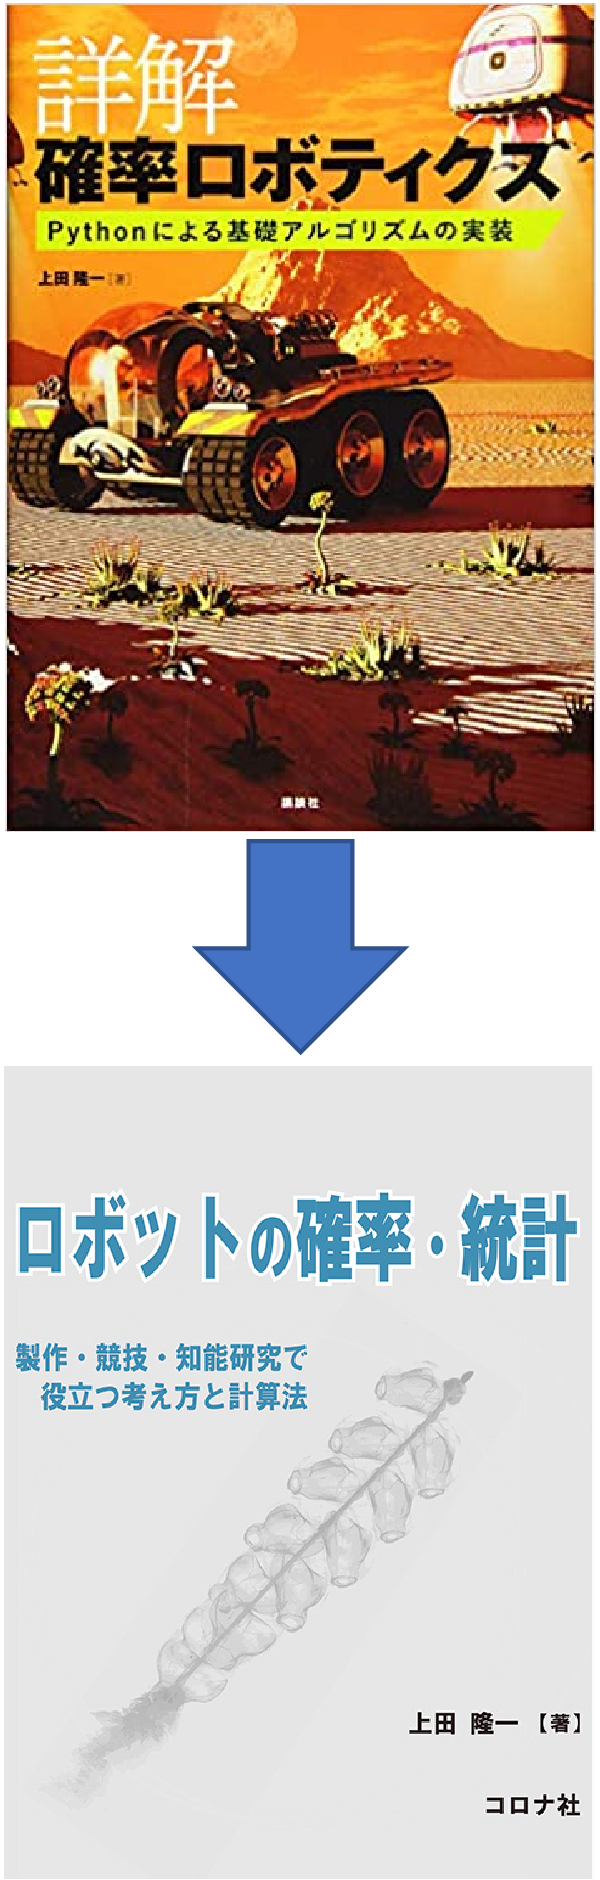 詳解
確率ロボティクス
Pythonによる基礎アルゴリズムの実装
上田 隆一[著]
講談社
ロボットの確率・統計
製作・競技・知能研究で
役立つ考え方と計算法
上田 隆一【著】
コロナ社